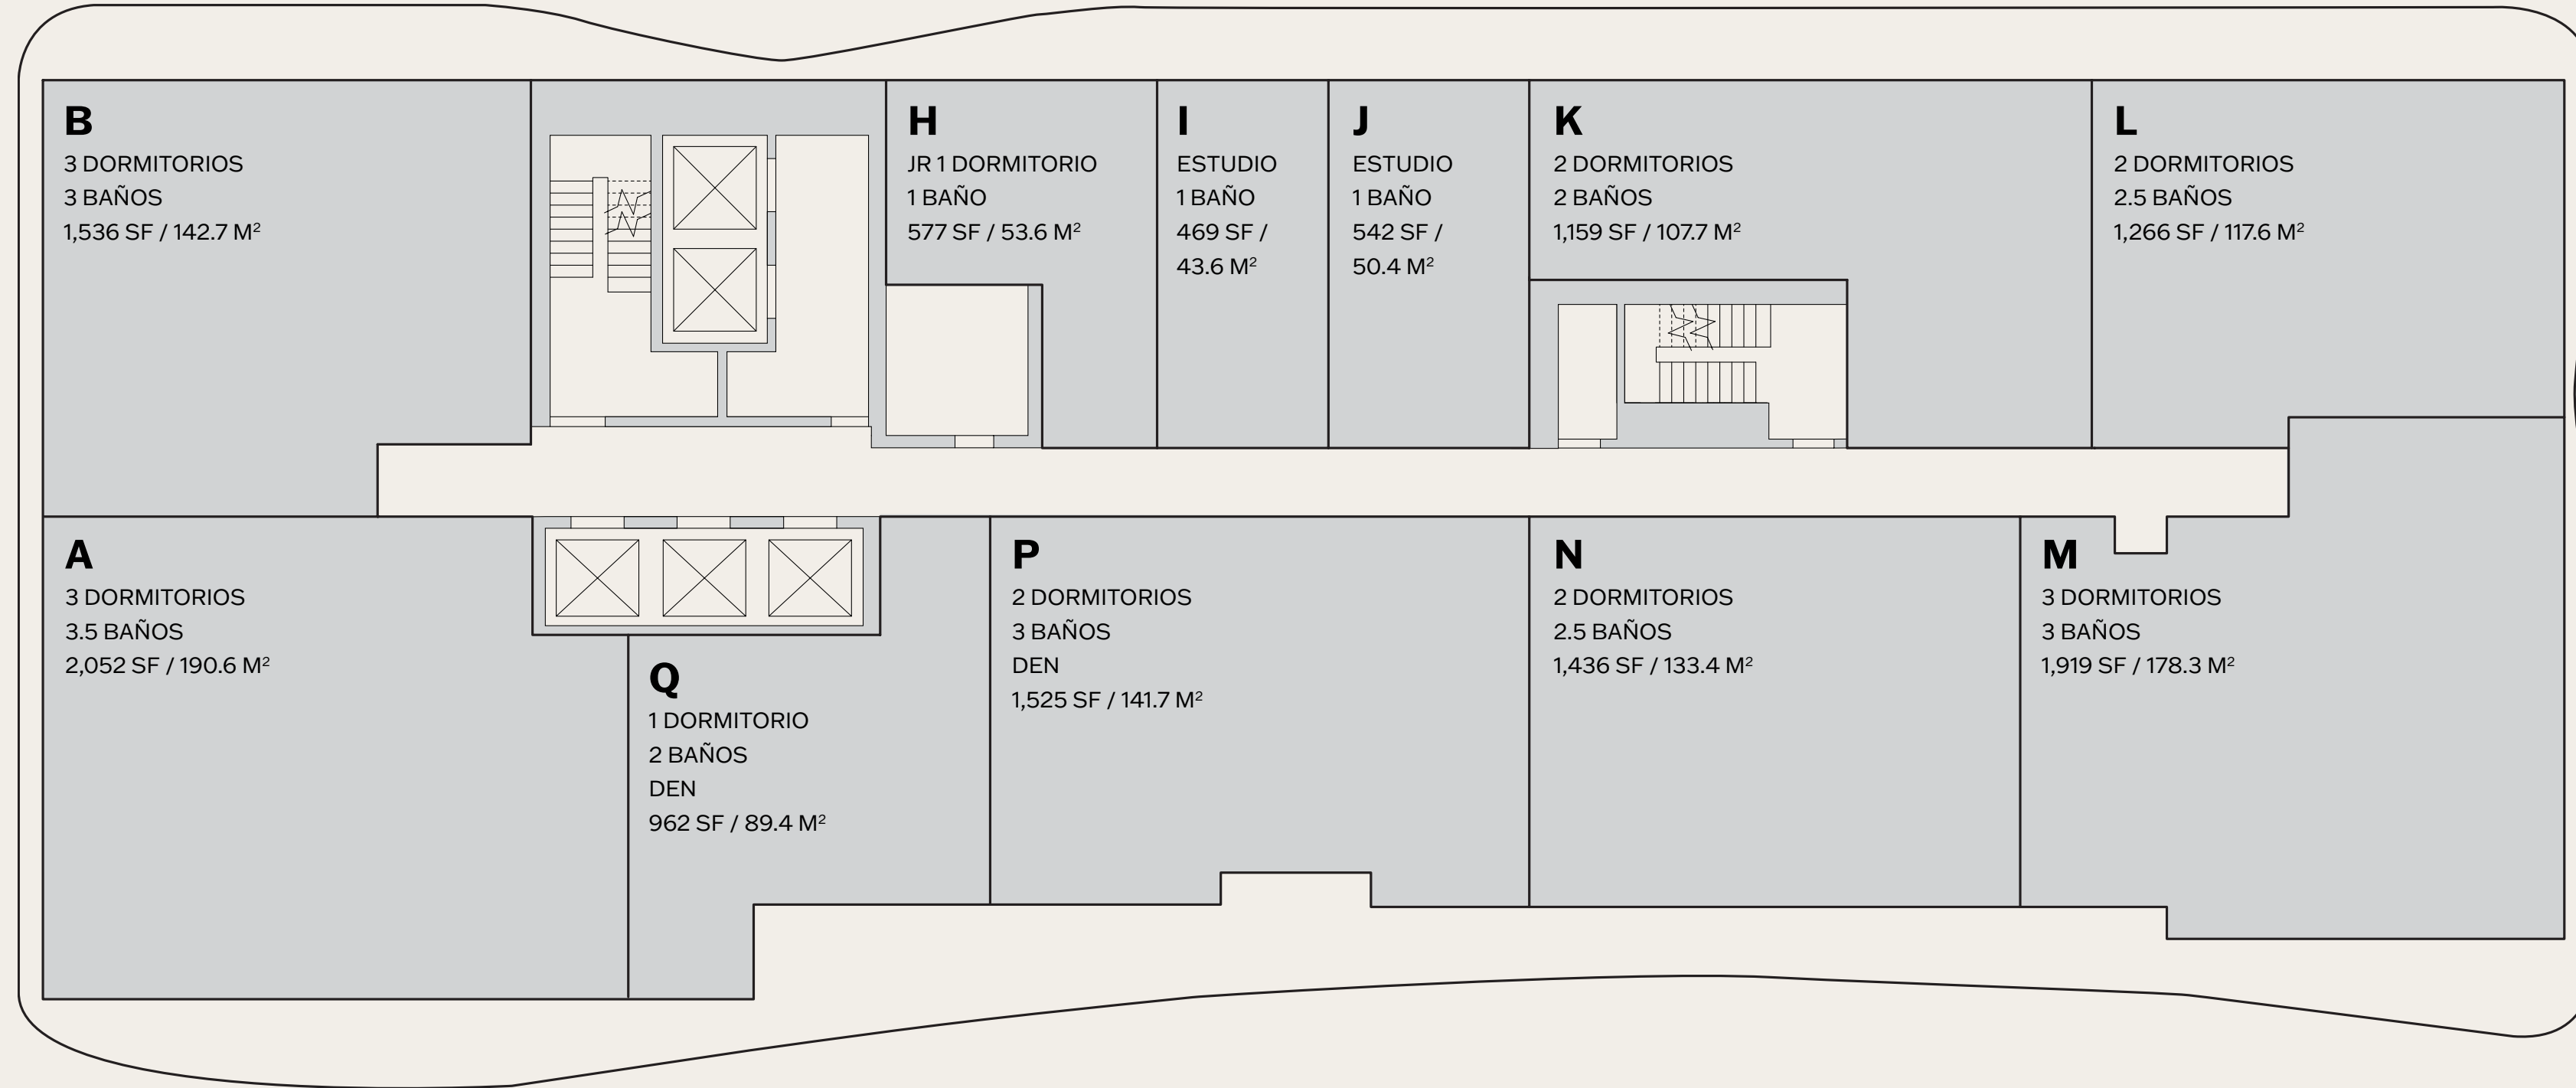 B
3 DORMITORIOS
3 BAÑOS
1,536 SF / 142.7 M²
H
JR 1 DORMITORIO
1 BAÑO
577 SF / 53.6 M²
I
ESTUDIO
1 BAÑO
469 SF /
43.6 M²
J
ESTUDIO
1 BAÑO
542 SF /
50.4 M²
K
2 DORMITORIOS
2 BAÑOS
1,159 SF / 107.7 M²
L
2 DORMITORIOS
2.5 BAÑOS
1,266 SF / 117.6 M²
A
3 DORMITORIOS
3.5 BAÑOS
2,052 SF / 190.6 M²
Q
1 DORMITORIO
2 BAÑOS
DEN
962 SF / 89.4 M²
P
2 DORMITORIOS
3 BAÑOS
DEN
1,525 SF / 141.7 M²
N
2 DORMITORIOS
2.5 BAÑOS
1,436 SF / 133.4 M²
M
3 DORMITORIOS
3 BAÑOS
1,919 SF / 178.3 M²